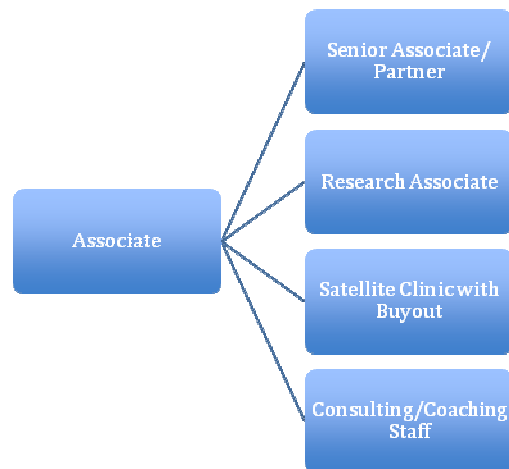 Senior Associate/
Partner
Research Associate
Associate
Satellite Clinic with
Buyout
Consulting/Coaching
Staff